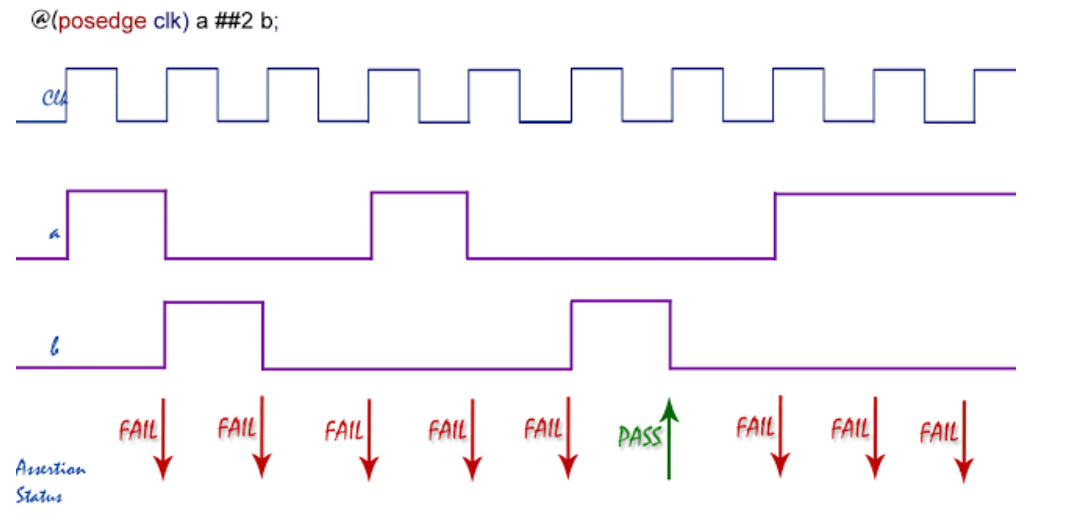 @(posedge clk) a ##2 b;
Clk
a
b
FAIL FAIL FAIL FAIL FAIL PASS FAIL FAIL FAIL
Assertion
Status